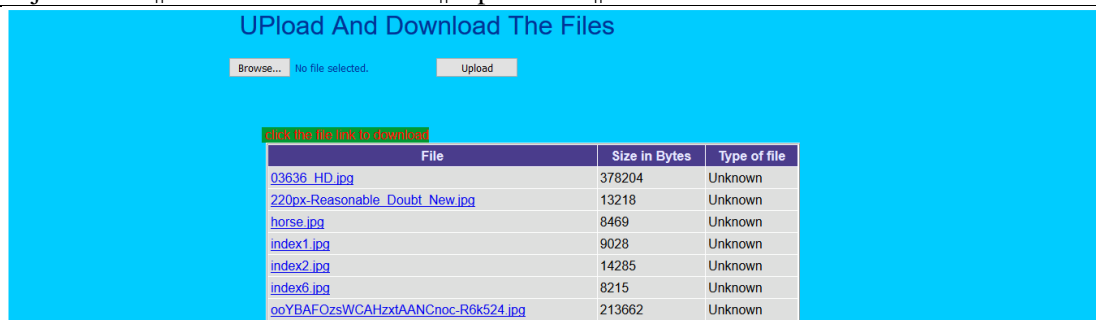 UPload And Download The Files
Browse... No file selected. Upload
click the file link to download
File Size in Bytes Type of file
03636_HD.jpg 378204 Unknown
220px-Reasonable_Doubt_New.jpg 13218 Unknown
horse.jpg 8469 Unknown
index1.jpg 9028 Unknown
index2.jpg 14285 Unknown
index6.jpg 8215 Unknown
ooYBAFOzsWCAHzxtAANCnoc-R6k524.jpg 213662 Unknown